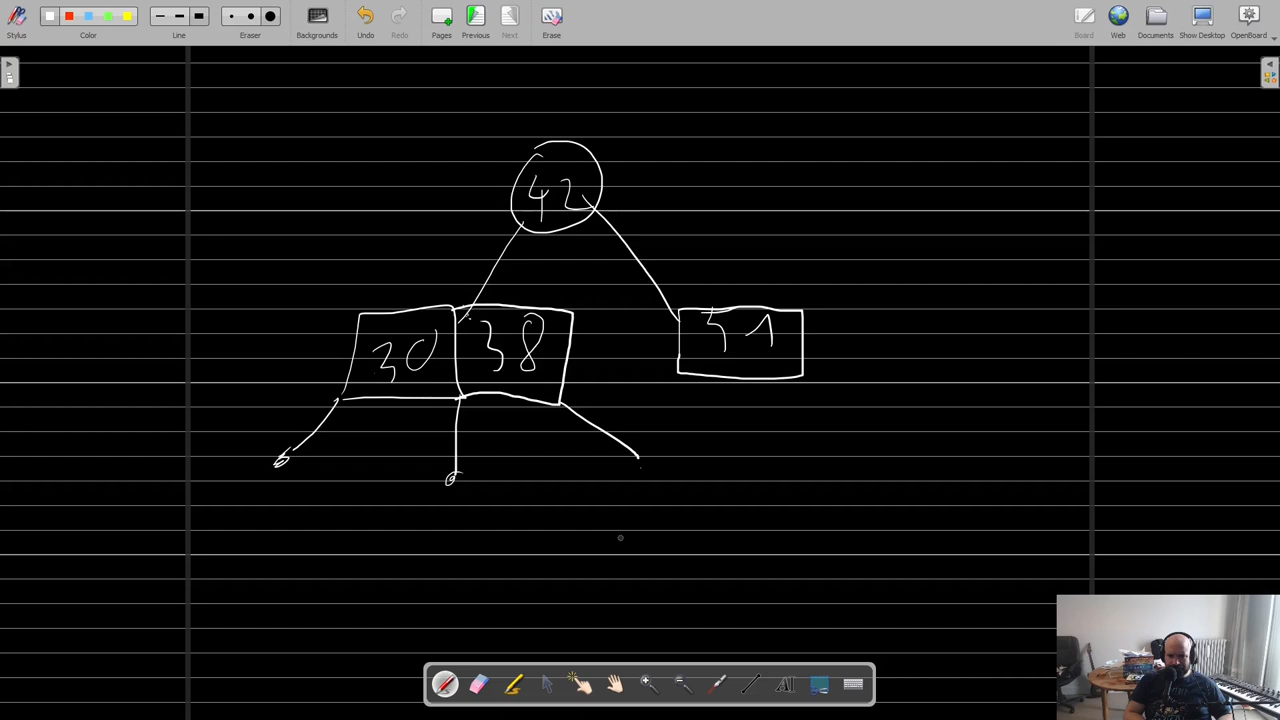 Stylus Color Line Eraser Backgrounds Undo Redo Pages Previous Next Erase Board Web Documents Show Desktop OpenBoard
42
30 38 51